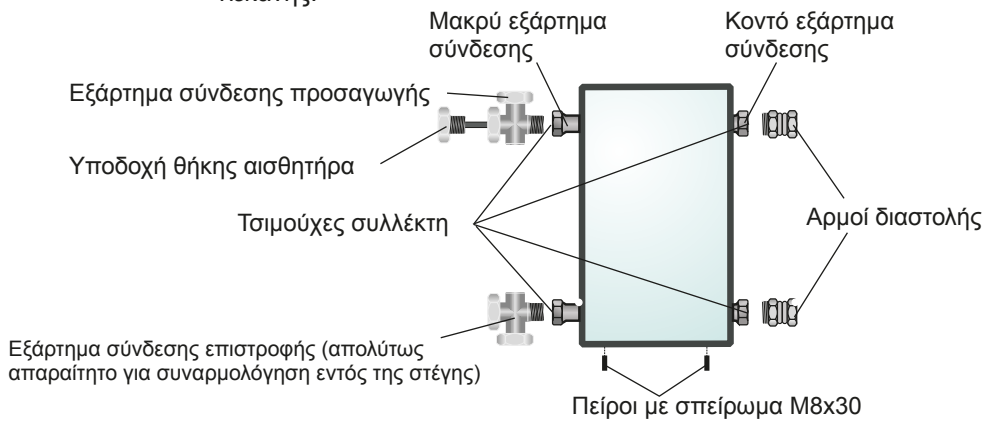 Μακρύ εξάρτημα
σύνδεσης
Κοντό εξάρτημα
σύνδεσης
Εξάρτημα σύνδεσης προσαγωγής
Υποδοχή θήκης αισθητήρα
Τσιμούχες συλλέκτη
Αρμοί διαστολής
Εξάρτημα σύνδεσης επιστροφής (απολύτως
απαραίτητο για συναρμολόγηση εντός της στέγης)
Πείροι με σπείρωμα M8x30